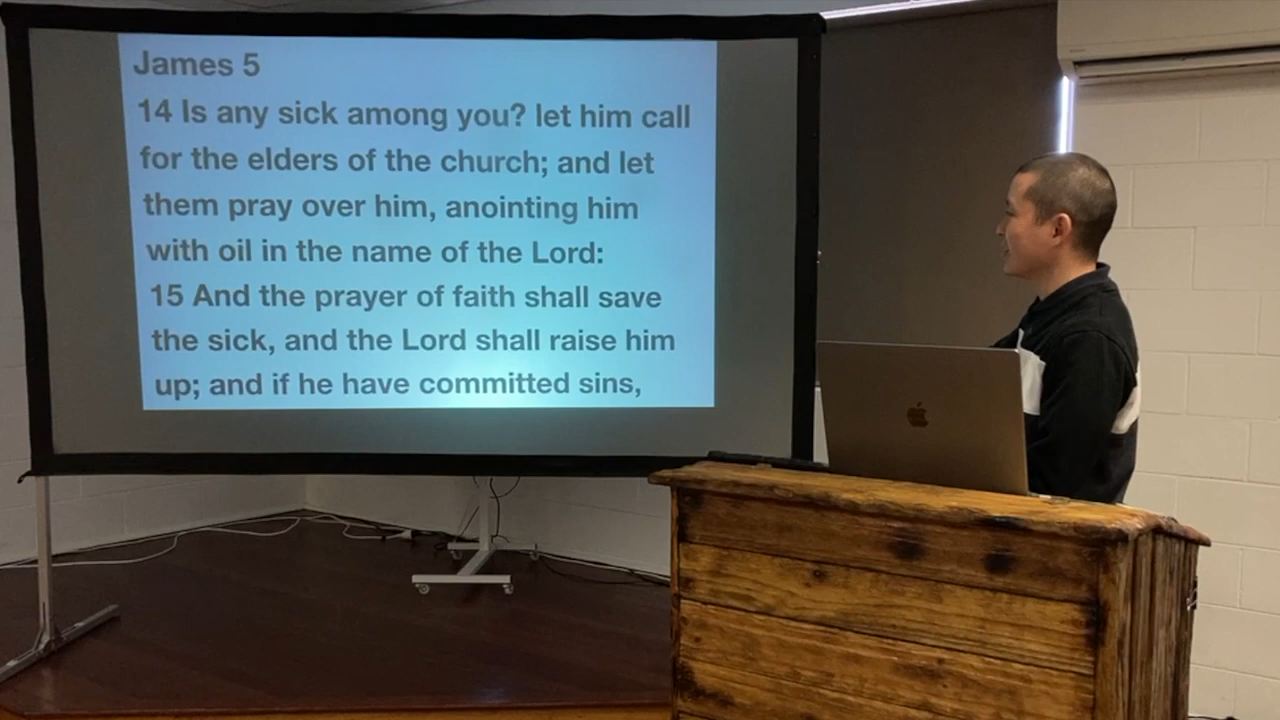 James 5
14 Is any sick among you? let him call
for the elders of the church; and let
them pray over him, anointing him
with oil in the name of the Lord:
15 And the prayer of faith shall save
the sick, and the Lord shall raise him
up; and if he have committed sins,